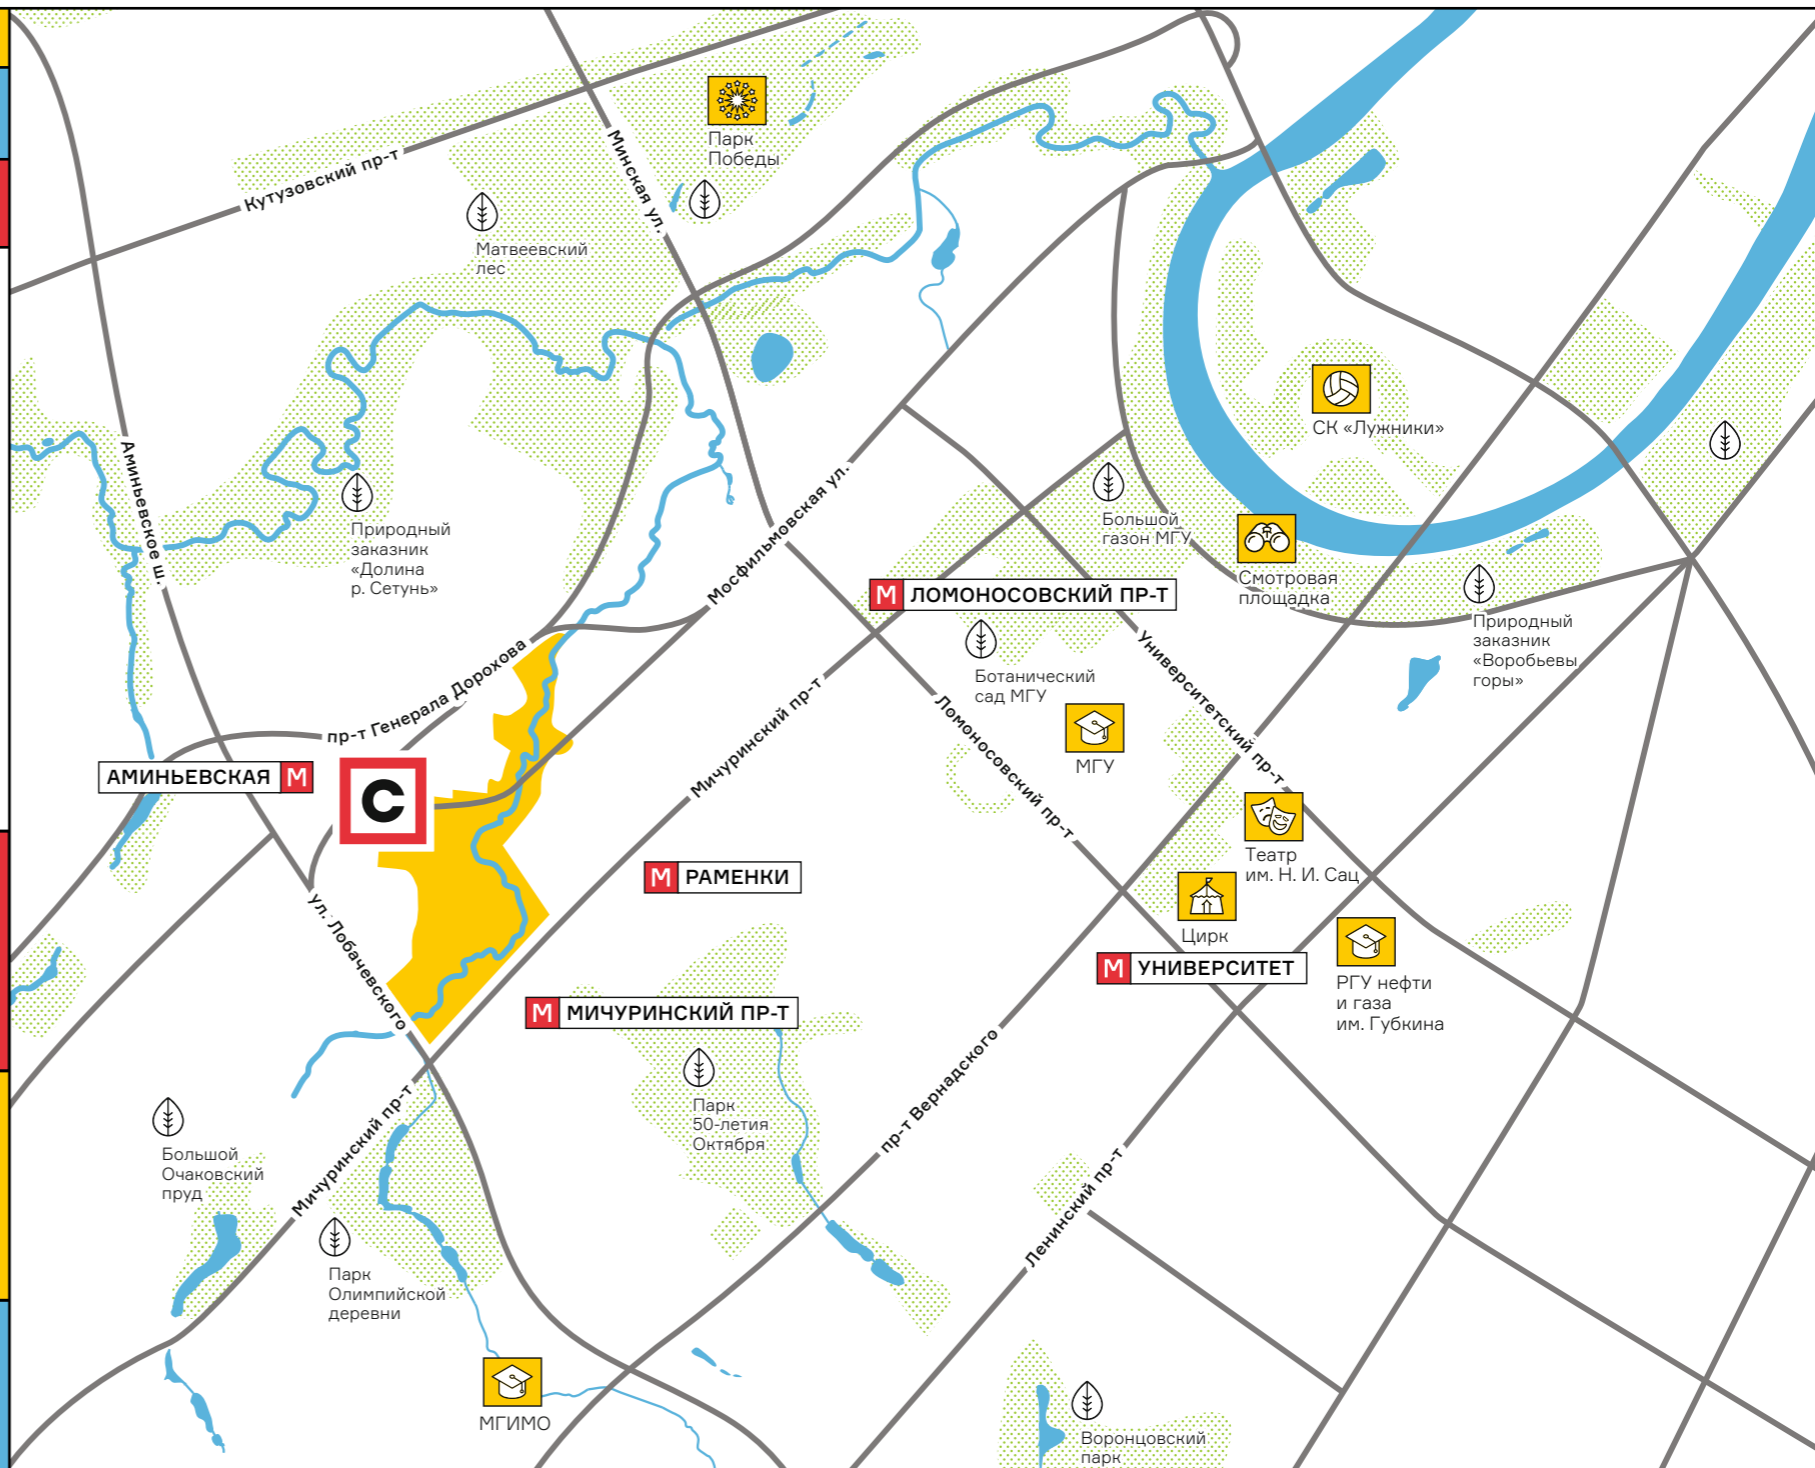 Парк
Победы
Кутузовский пр-т
Минская ул.
Матвеевский
лес
СК «Лужники»
Аминьевское ш.
Природный
заказник
«Долина
р. Сетунь»
Мосфильмовская ул.
Большой
газон МГУ
Смотровая
площадка
М ЛОМОНОСОВСКИЙ ПР-Т
Природный
заказник
«Воробьевы
горы»
Ботанический
сад МГУ
Университетский пр-т
пр-т Генерала Дорохова
Мичуринский пр-т
Ломоносовский пр-т
МГУ
АМИНЬЕВСКАЯ М
С
Театр
им. Н. И. Сац
М РАМЕНКИ
Цирк
ул. Лобачевского
М УНИВЕРСИТЕТ
РГУ нефти
и газа
им. Губкина
М МИЧУРИНСКИЙ ПР-Т
Парк
50-летия
Октября
пр-т Вернадского
Мичуринский пр-т
Большой
Очаковский
пруд
Ленинский пр-т
Парк
Олимпийской
деревни
МГИМО
Воронцовский
парк